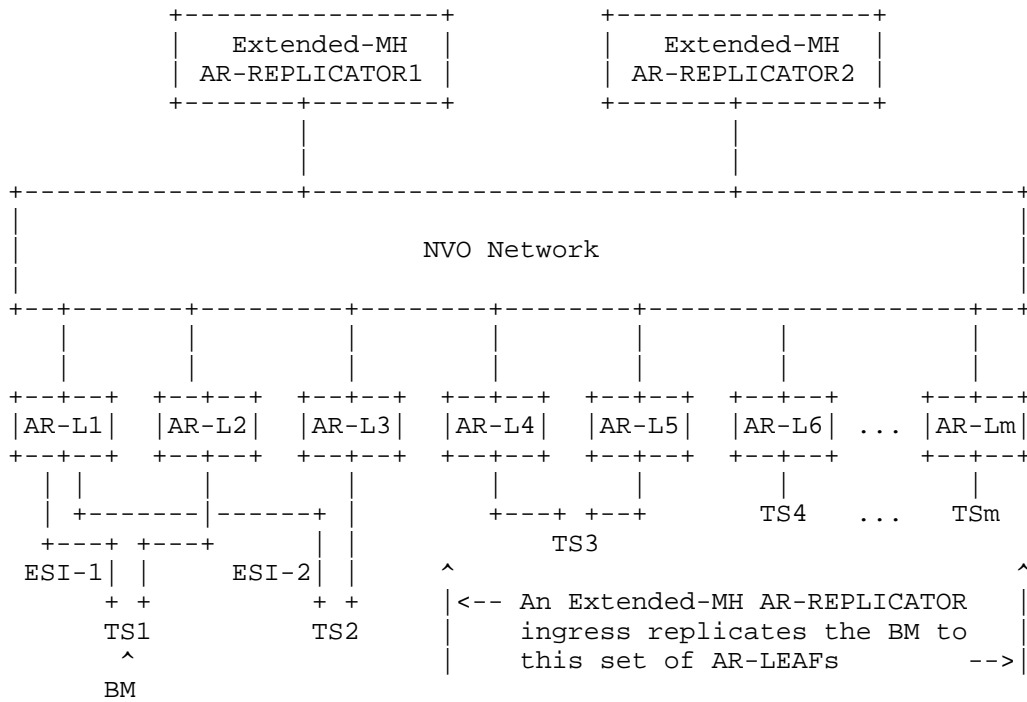 Extended-MH Extended-MH
AR-REPLICATOR1 AR-REPLICATOR2
NVO Network
AR-L1 AR-L2 AR-L3 AR-L4 AR-L5 AR-L6 ... AR-Lm
TS4 ... TSm
TS3
ESI-1 ESI-2
<-- An Extended-MH AR-REPLICATOR
TS1 TS2 ingress replicates the BM to
this set of AR-LEAFs -->
BM